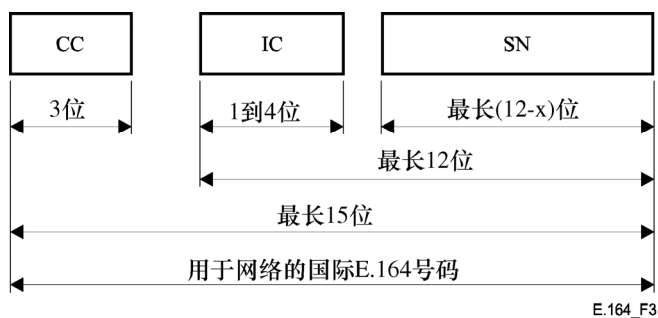 CC IC SN
3位 1到4位 最长(12-x)位
最长12位
最长15位
用于网络的国际E.164号码
E.164_F3